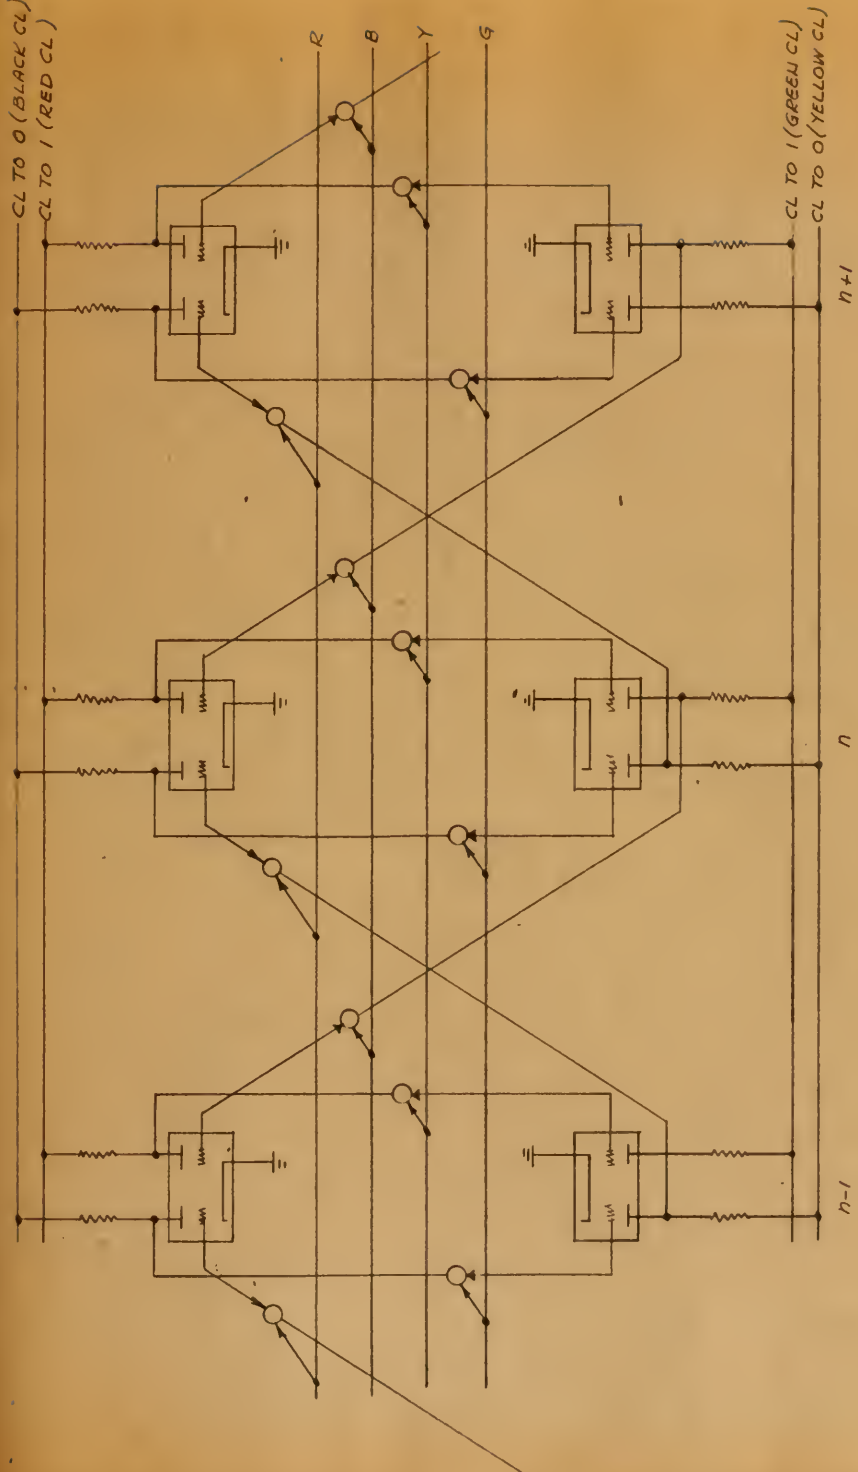 CL TO 0 (BLACK CL)
CL TO 1 (RED CL)
R
B
Y
G
CL TO 1 (GREEN CL)
CL TO 0 (YELLOW CL)
n+1
n
n-1